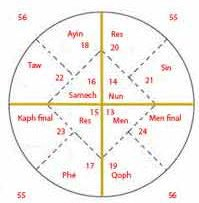 56 55
Ayin Res
18 20
Taw Sin
22 21
16 14
Samech Nun
15 13
Kaph final Res Men Men final
23 24
17 19
Phé Qoph
55 56